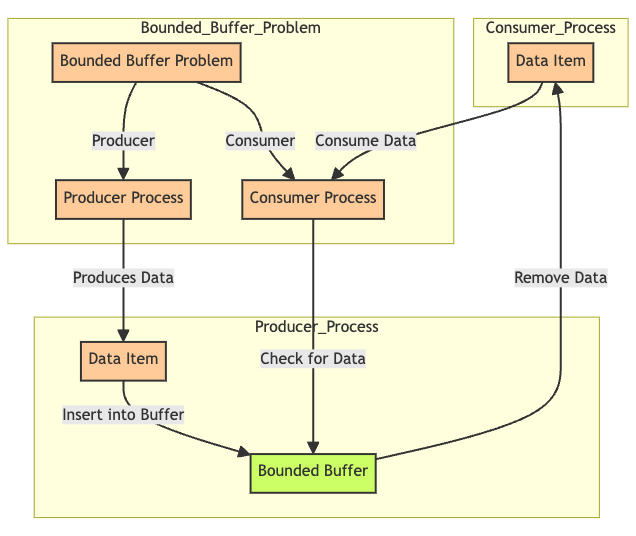 Bounded_Buffer_Problem
Consumer_Process
Bounded Buffer Problem
Data Item
Producer
Consumer
Consume Data
Producer Process
Consumer Process
Produces Data
Remove Data
Producer_Process
Data Item
Check for Data
Insert into Buffer
Bounded Buffer